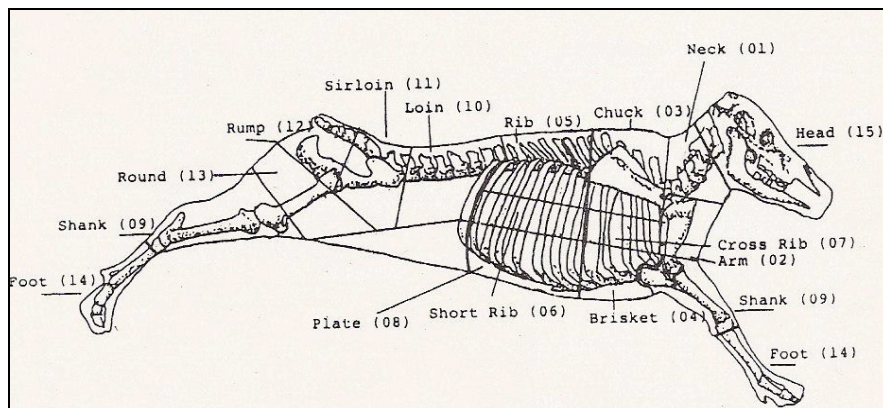 Neck (01)
Sirloin (11)
Loin (10)
Rib (05)
Chuck (03)
Rump (12)
Head (15)
Round (13)
Shank (09)
Cross Rib (07)
Arm (02)
Foot (14)
Shank (09)
Plate (08)
Short Rib (06)
Brisket (04)
Foot (14)